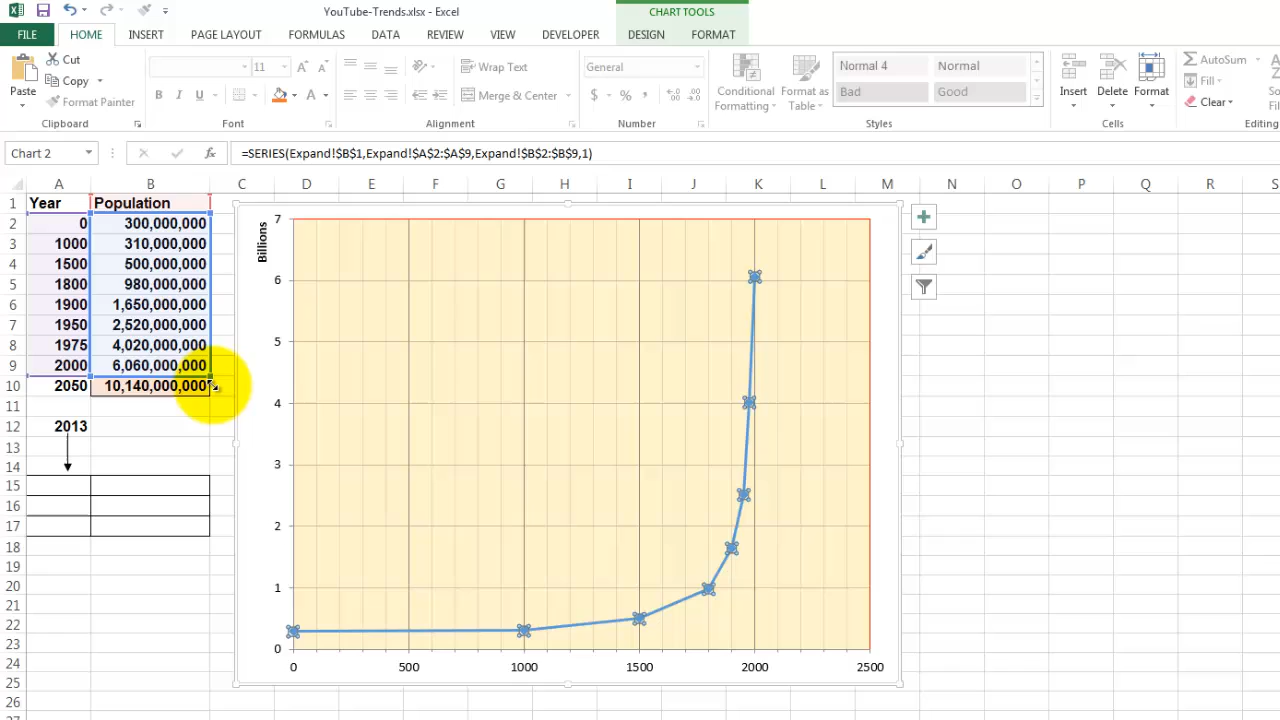 YouTube-Trends.xlsx - Excel
CHART TOOLS
FILE HOME INSERT PAGE LAYOUT FORMULAS DATA REVIEW VIEW DEVELOPER DESIGN FORMAT
Paste
Cut
Copy
Format Painter
Clipboard
11
B I U
Font
Wrap Text
Merge & Center
Alignment
General
$ % ,
Number
Conditional
Formatting
Format as
Table
Normal 4 Normal
Bad Good
Styles
Insert Delete Format
Cells
AutoSum
Fill
Clear
Editing
Chart 2
fx
=SERIES(Expand!$B$1,Expand!$A$2:$A$9,Expand!$B$2:$B$9,1)
A B C D E F G H I J K L M N O P Q R S
1 Year Population
2 0 300,000,000
3 1000 310,000,000
4 1500 500,000,000
5 1800 980,000,000
6 1900 1,650,000,000
7 1950 2,520,000,000
8 1975 4,020,000,000
9 2000 6,060,000,000
10 2050 10,140,000,000
11
12 2013
13
14
15
16
17
18
19
20
21
22
23
24
25
26
Billions
7
6
5
4
3
2
1
0
0 500 1000 1500 2000 2500